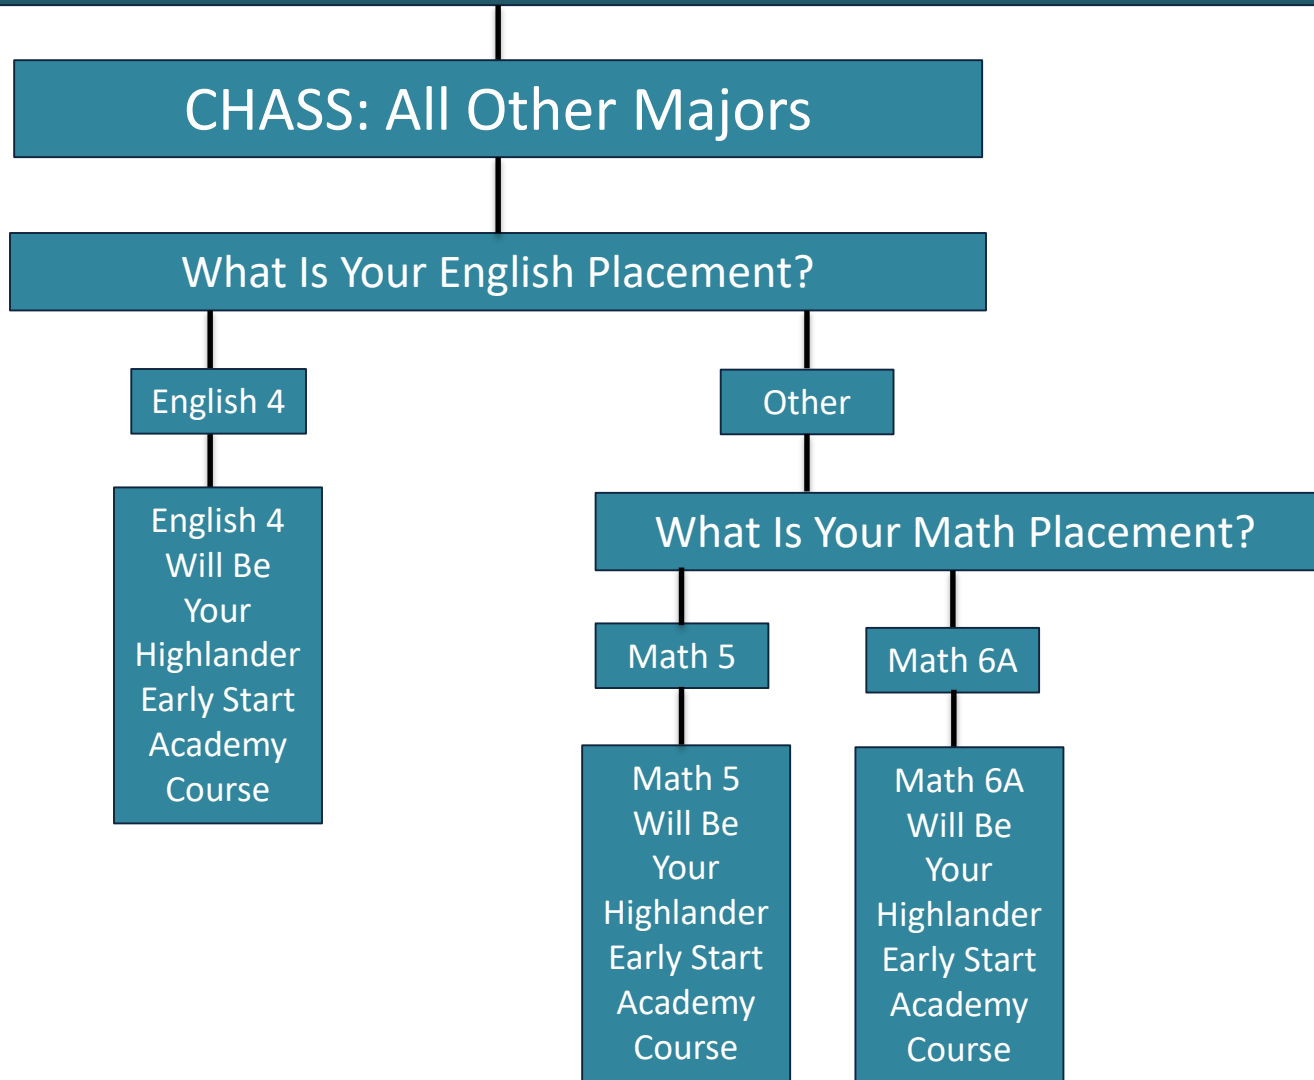 CHASS: All Other Majors
What Is Your English Placement?
English 4
Other
English 4
Will Be
Your
Highlander
Early Start
Academy
Course
What Is Your Math Placement?
Math 5
Math 6A
Math 5
Will Be
Your
Highlander
Early Start
Academy
Course
Math 6A
Will Be
Your
Highlander
Early Start
Academy
Course